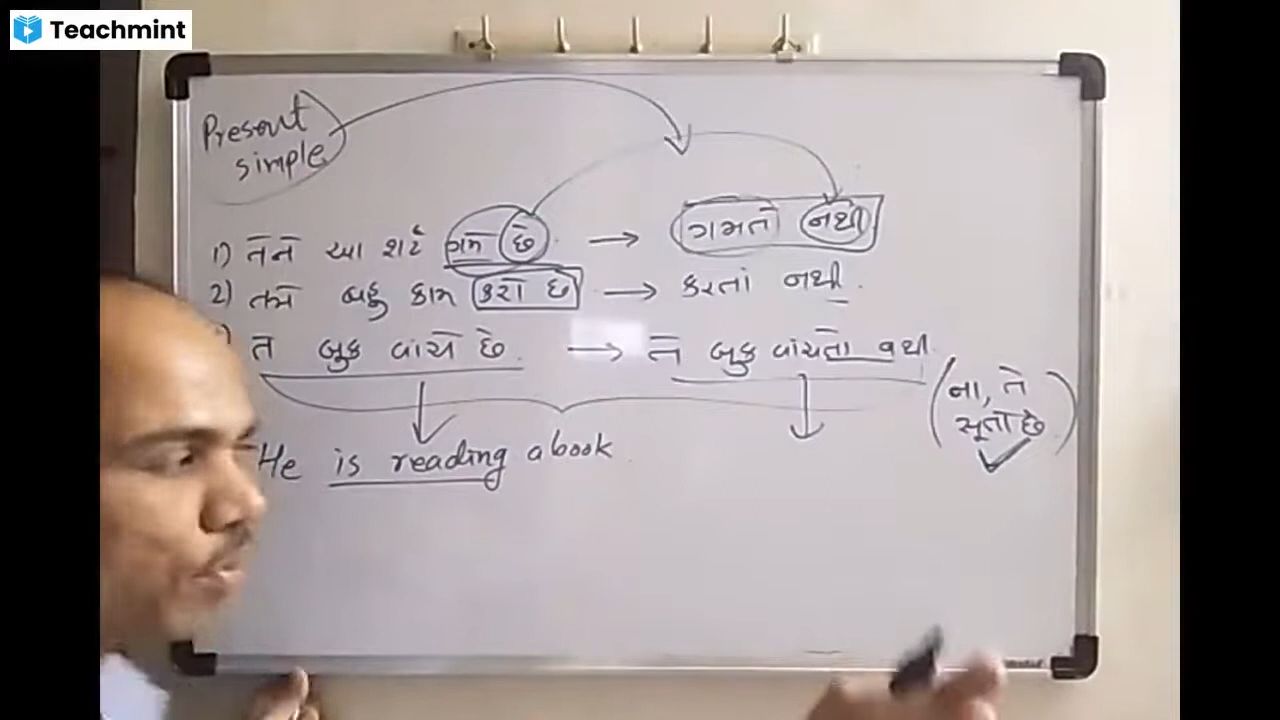 Teachmint
Present
simple
1) તેને આ શર્ટ ગમે છે → ગમતો નથી
2) તમે બહુ કામ કરો છે → કરતાં નથી.
) તે બુક વાંચે છે. → તે બુક વાંચતો નથી.
(ના, તે
સૂતો છે)
He is reading a book.